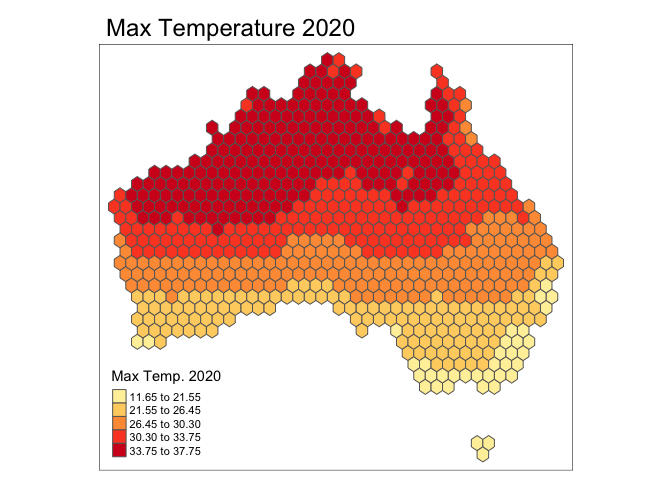 Max Temperature 2020
Max Temp. 2020
11.65 to 21.55
21.55 to 26.45
26.45 to 30.30
30.30 to 33.75
33.75 to 37.75